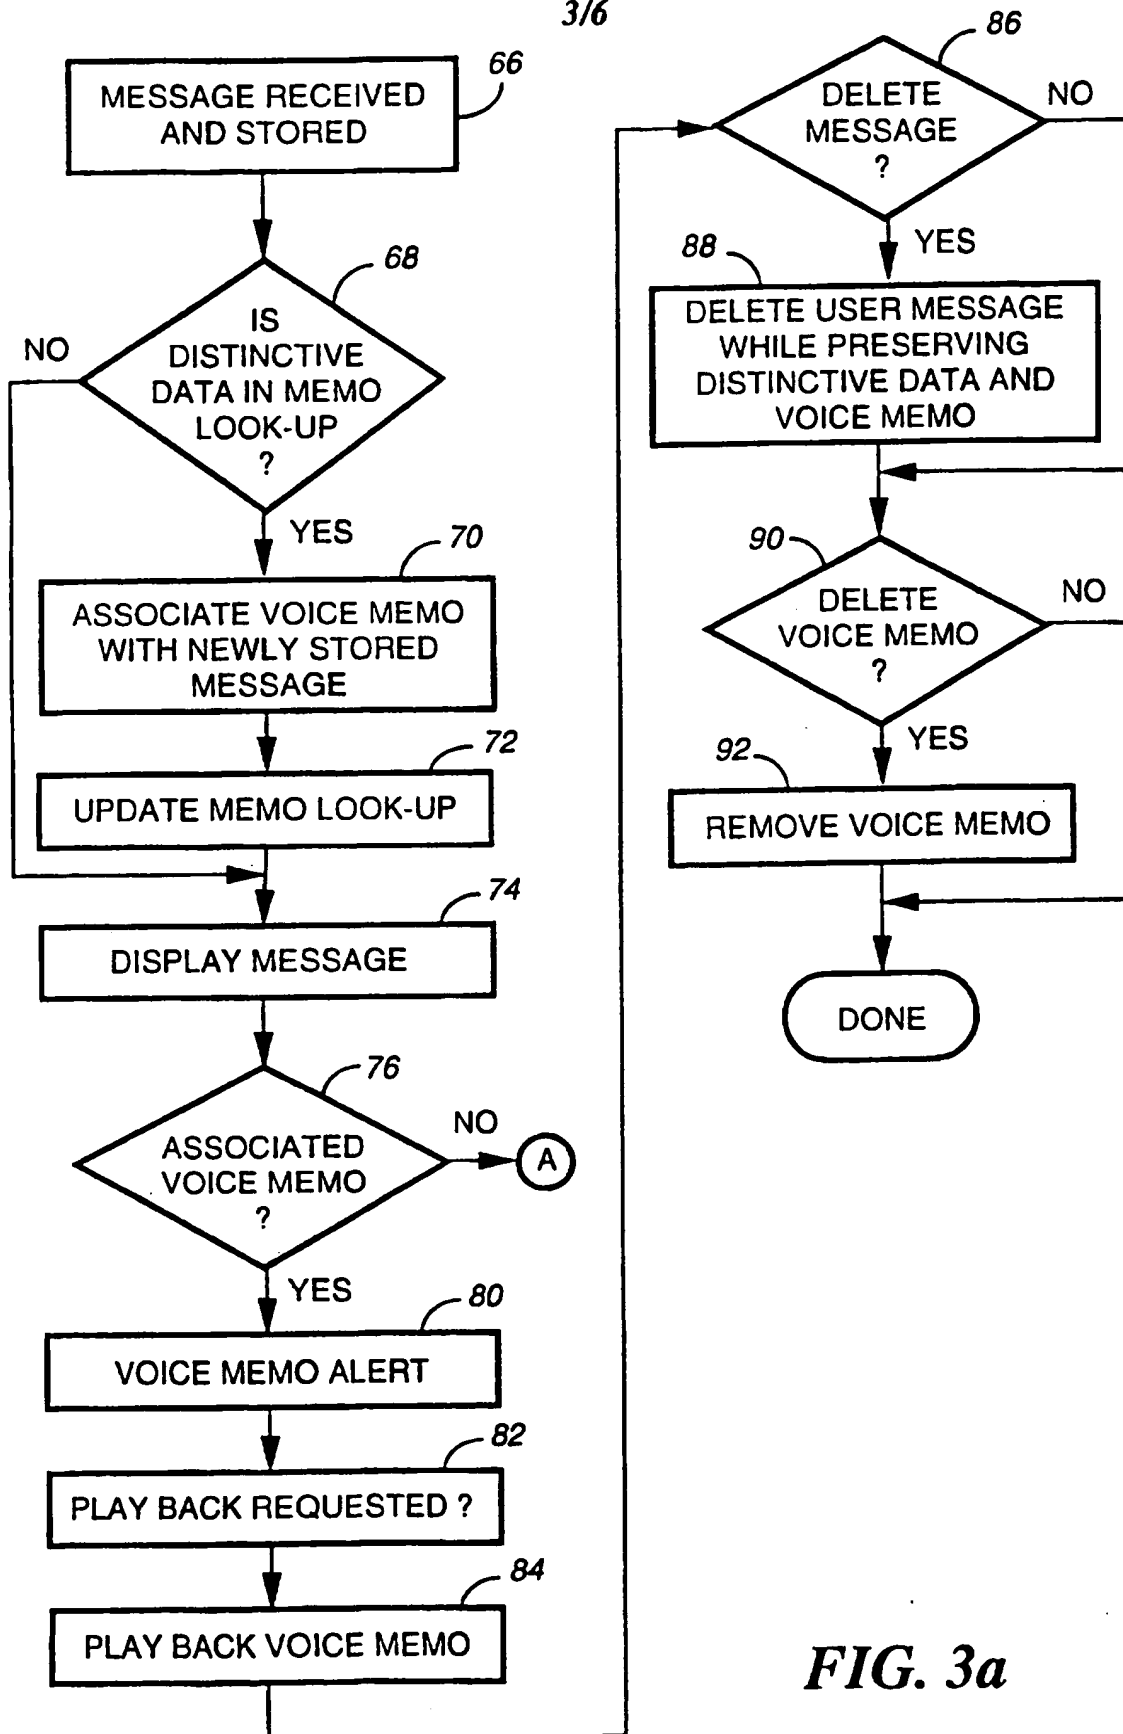 3/6
66
MESSAGE RECEIVED
AND STORED
68
IS
DISTINCTIVE
DATA IN MEMO
LOOK-UP
?
NO
YES
70
ASSOCIATE VOICE MEMO
WITH NEWLY STORED
MESSAGE
72
UPDATE MEMO LOOK-UP
74
DISPLAY MESSAGE
76
ASSOCIATED
VOICE MEMO
?
NO
A
YES
80
VOICE MEMO ALERT
82
PLAY BACK REQUESTED ?
84
PLAY BACK VOICE MEMO
86
DELETE
MESSAGE
?
NO
YES
88
DELETE USER MESSAGE
WHILE PRESERVING
DISTINCTIVE DATA AND
VOICE MEMO
90
DELETE
VOICE MEMO
?
NO
YES
92
REMOVE VOICE MEMO
DONE
FIG. 3a